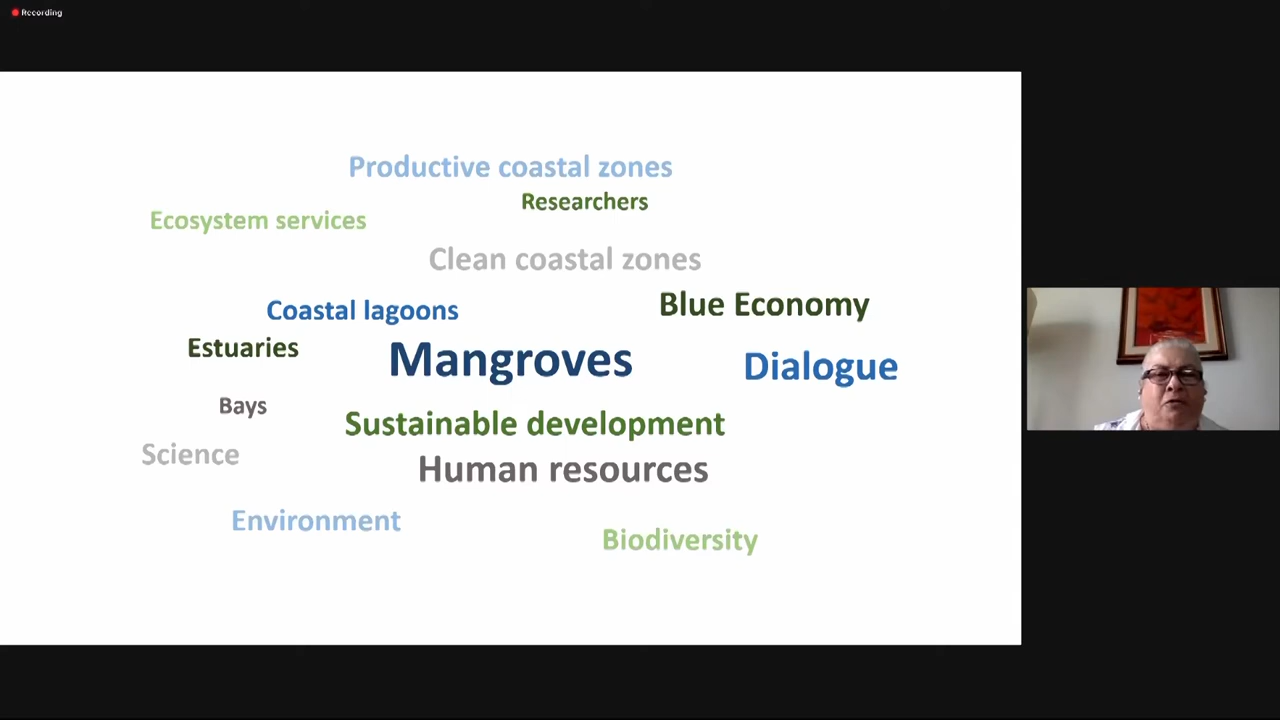 Recording
Productive coastal zones
Researchers
Ecosystem services
Clean coastal zones
Blue Economy
Coastal lagoons
Estuaries
Mangroves
Dialogue
Bays
Sustainable development
Science
Human resources
Environment
Biodiversity